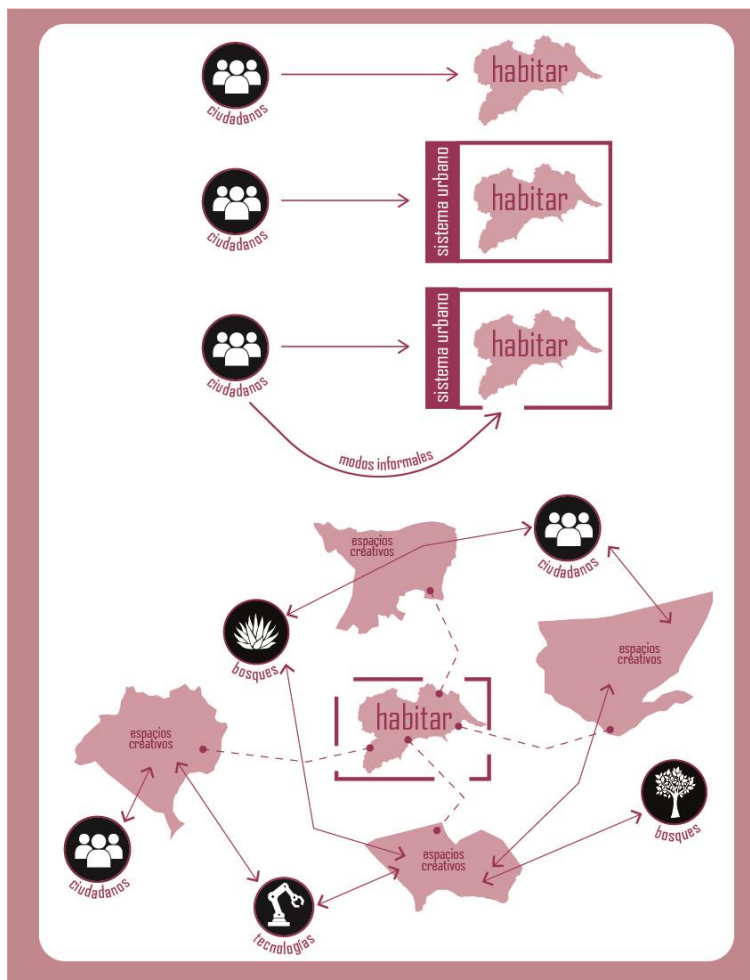 habitar
ciudadanos
sistema urbano
habitar
ciudadanos
sistema urbano
habitar
ciudadanos
modos informales
espacios
creativos
ciudadanos
bosques
espacios
creativos
habitar
espacios
creativos
bosques
espacios
creativos
ciudadanos
tecnologías